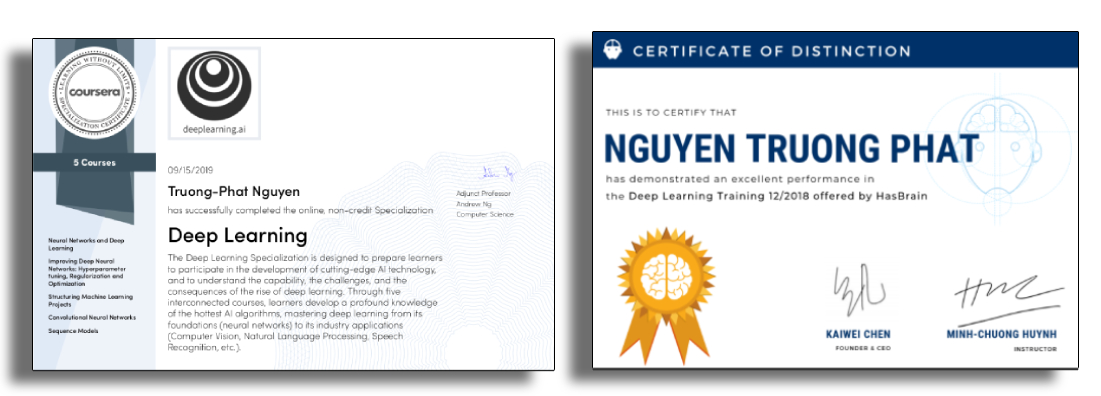 LEARNING WITHOUT LIMITS
coursera
SPECIALIZATION CERTIFICATE
5 Courses
Neural Networks and Deep
Learning
Improving Deep Neural
Networks: Hyperparameter
tuning, Regularization and
Optimization
Structuring Machine Learning
Projects
Convolutional Neural Networks
Sequence Models
deeplearning.ai
09/15/2019
Truong-Phat Nguyen
has successfully completed the online, non-credit Specialization
Deep Learning
The Deep Learning Specialization is designed to prepare learners
to participate in the development of cutting-edge AI technology,
and to understand the capability, the challenges, and the
consequences of the rise of deep learning. Through five
interconnected courses, learners develop a profound knowledge
of the hottest AI algorithms, mastering deep learning from its
foundations (neural networks) to its industry applications
(Computer Vision, Natural Language Processing, Speech
Recognition, etc.).
Adjunct Professor
Andrew Ng
Computer Science
CERTIFICATE OF DISTINCTION
THIS IS TO CERTIFY THAT
NGUYEN TRUONG PHAT
has demonstrated an excellent performance in
the Deep Learning Training 12/2018 offered by HasBrain
KAIWEI CHEN
FOUNDER & CEO
MINH-CHUONG HUYNH
INSTRUCTOR